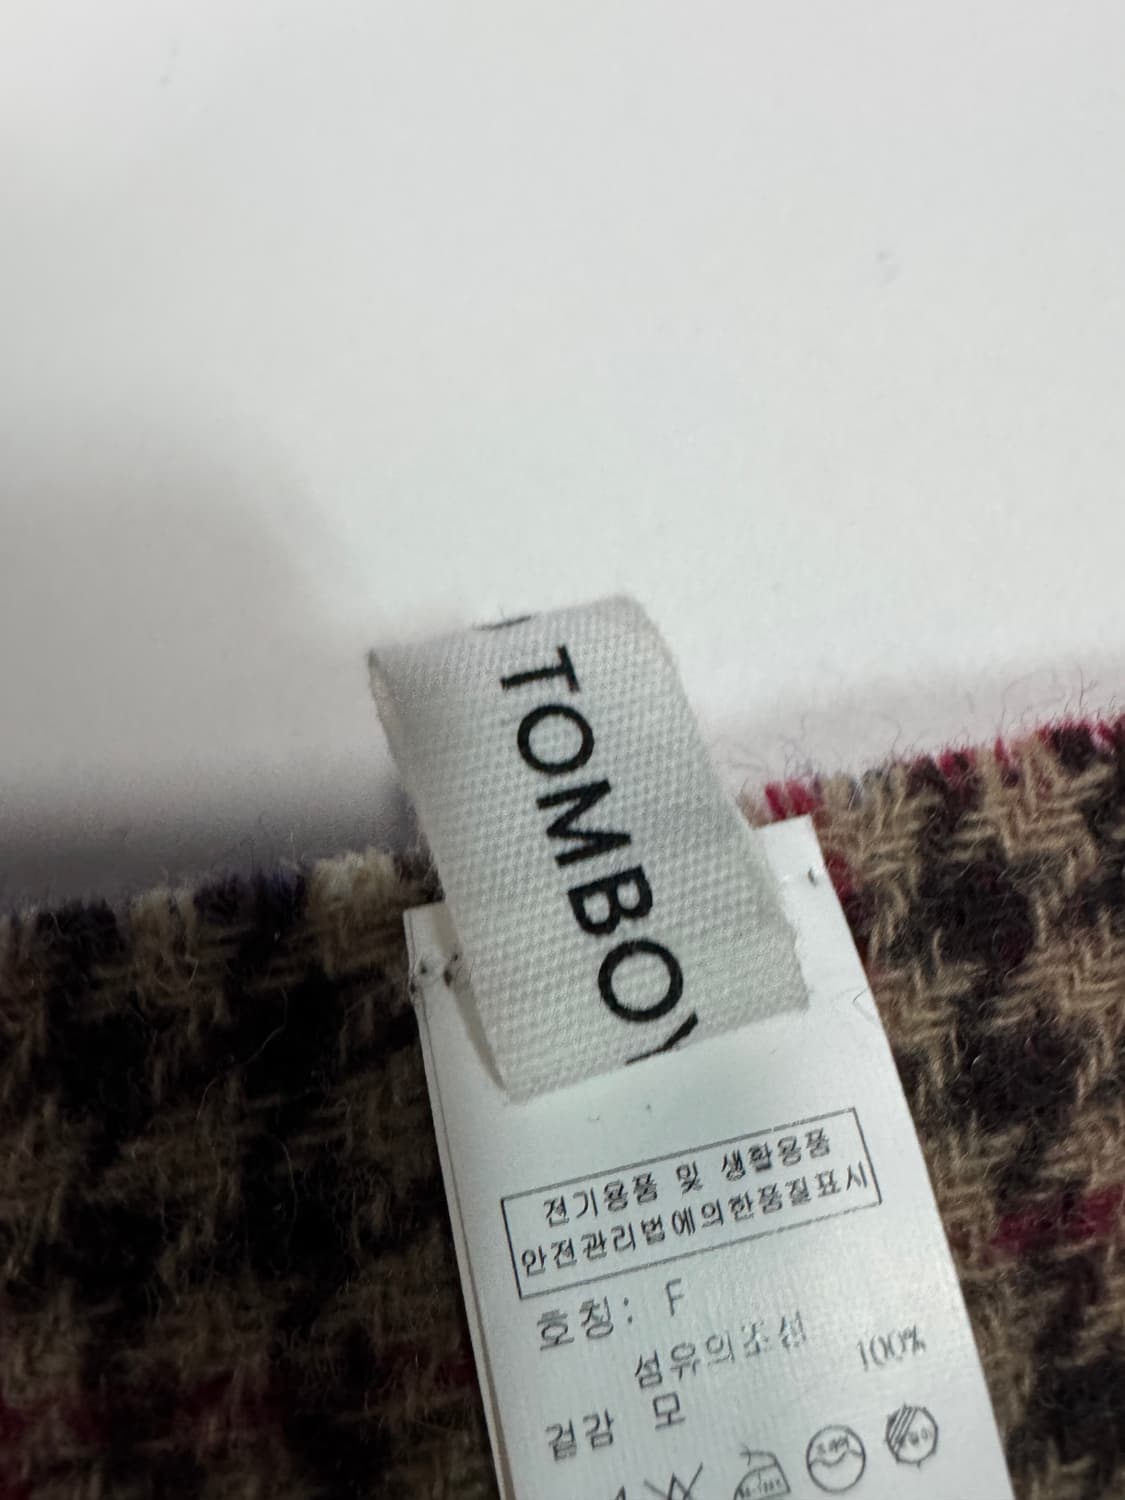 TOMBOY
전기용품 및 생활용품
안전관리법에의한품질표시
호칭: F
섬유의조성
겉감 모 100%